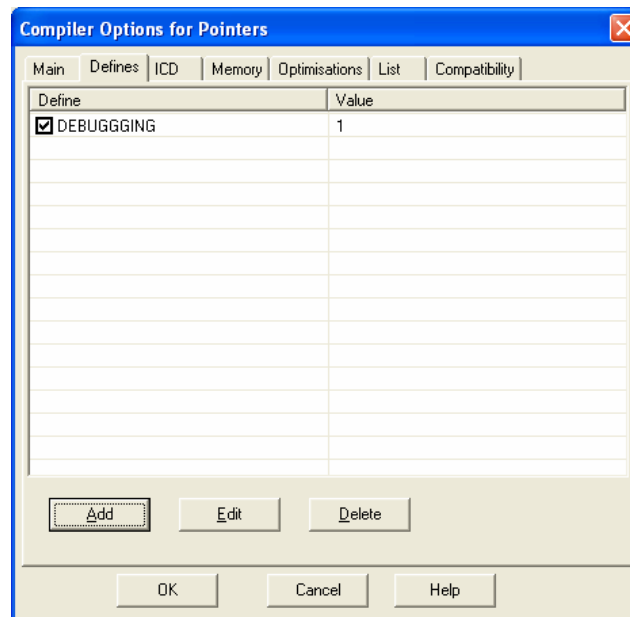 Compiler Options for Pointers
Main Defines ICD Memory Optimisations List Compatibility
Define Value
DEBUGGGING 1
Add Edit Delete
OK Cancel Help